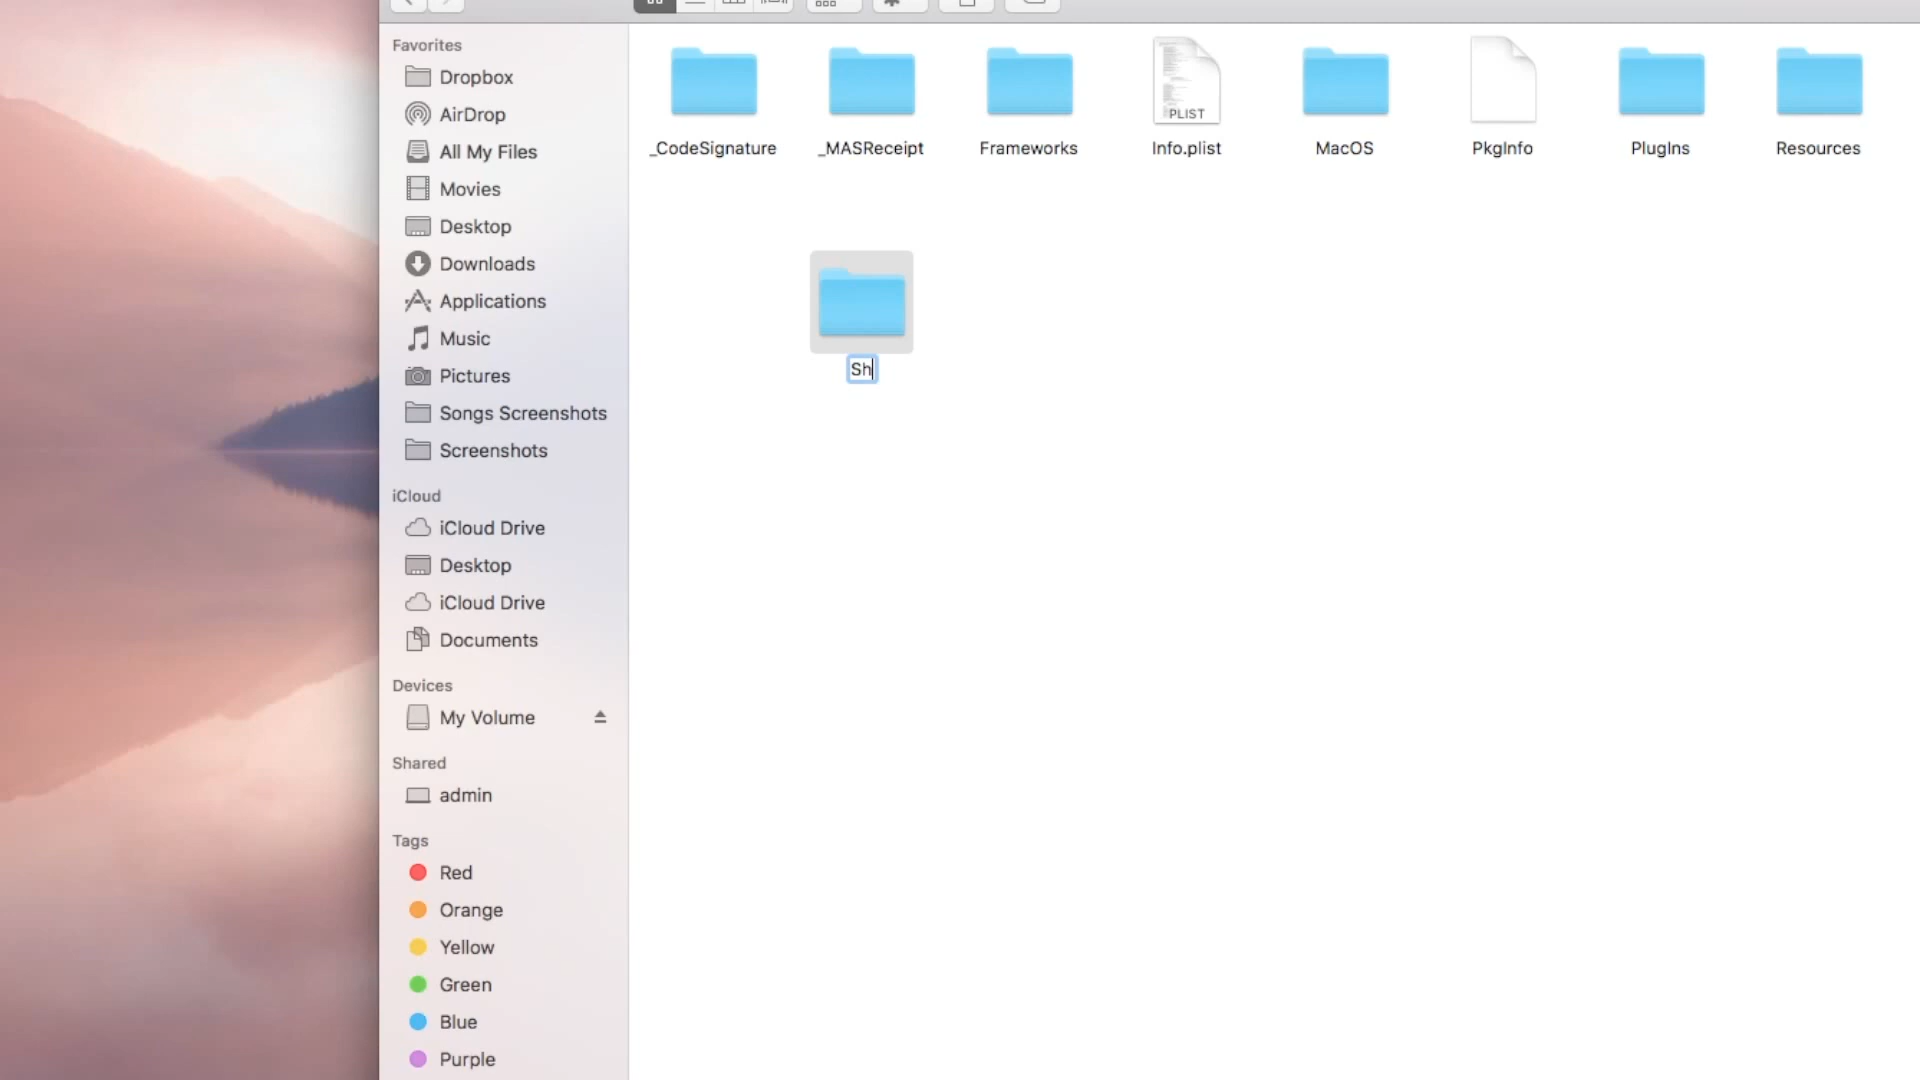 Favorites
Dropbox
AirDrop
All My Files
Movies
Desktop
Downloads
Applications
Music
Pictures
Songs Screenshots
Screenshots
iCloud
iCloud Drive
Desktop
iCloud Drive
Documents
Devices
My Volume
Shared
admin
Tags
Red
Orange
Yellow
Green
Blue
Purple
PLIST
_CodeSignature
_MASReceipt
Frameworks
Info.plist
MacOS
PkgInfo
PlugIns
Resources
Sh